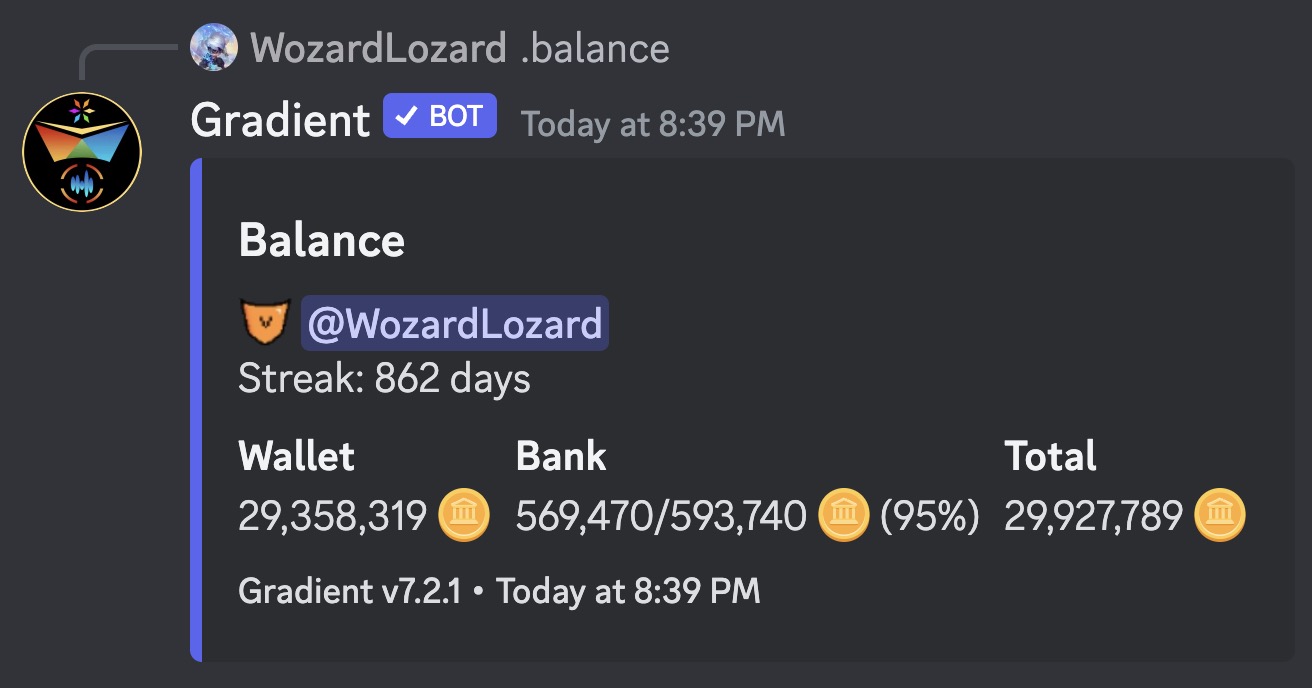 WozardLozard .balance
Gradient ✓ BOT Today at 8:39 PM
Balance
@WozardLozard
Streak: 862 days
Wallet Bank Total
29,358,319 569,470/593,740 (95%) 29,927,789
Gradient v7.2.1 • Today at 8:39 PM